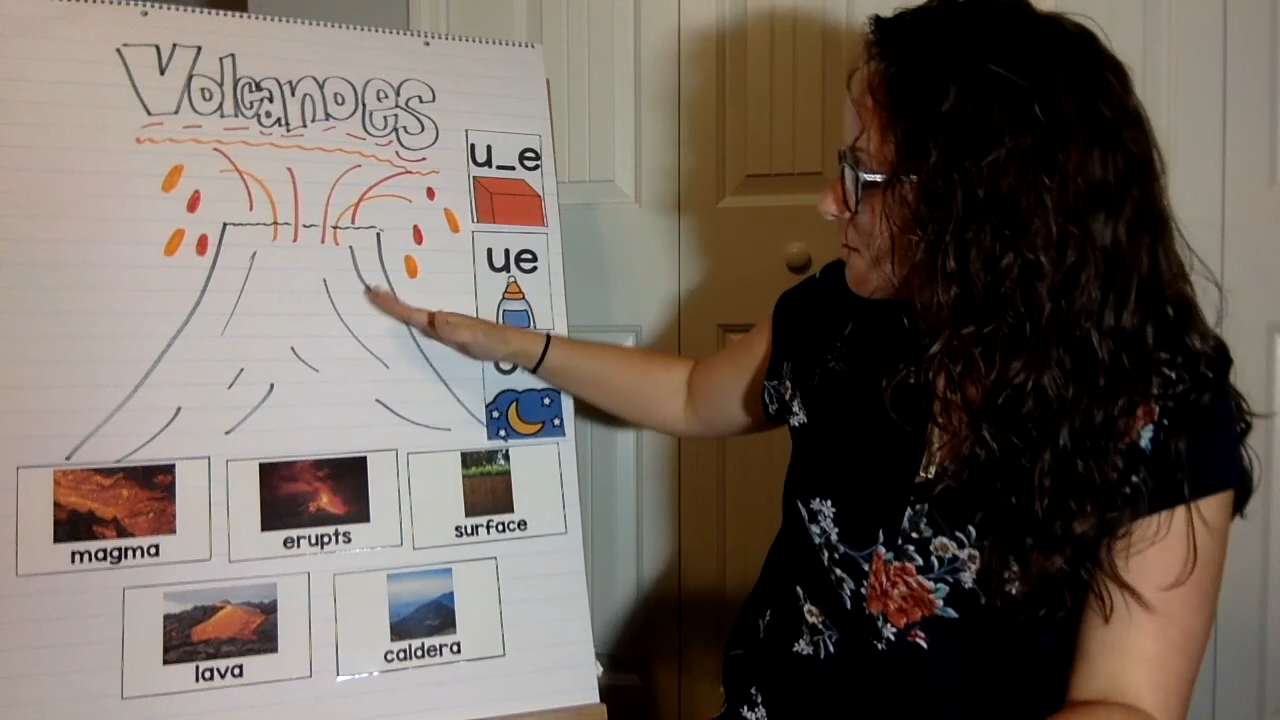 Volcanoes
u_e
ue
magma
erupts
surface
lava
caldera